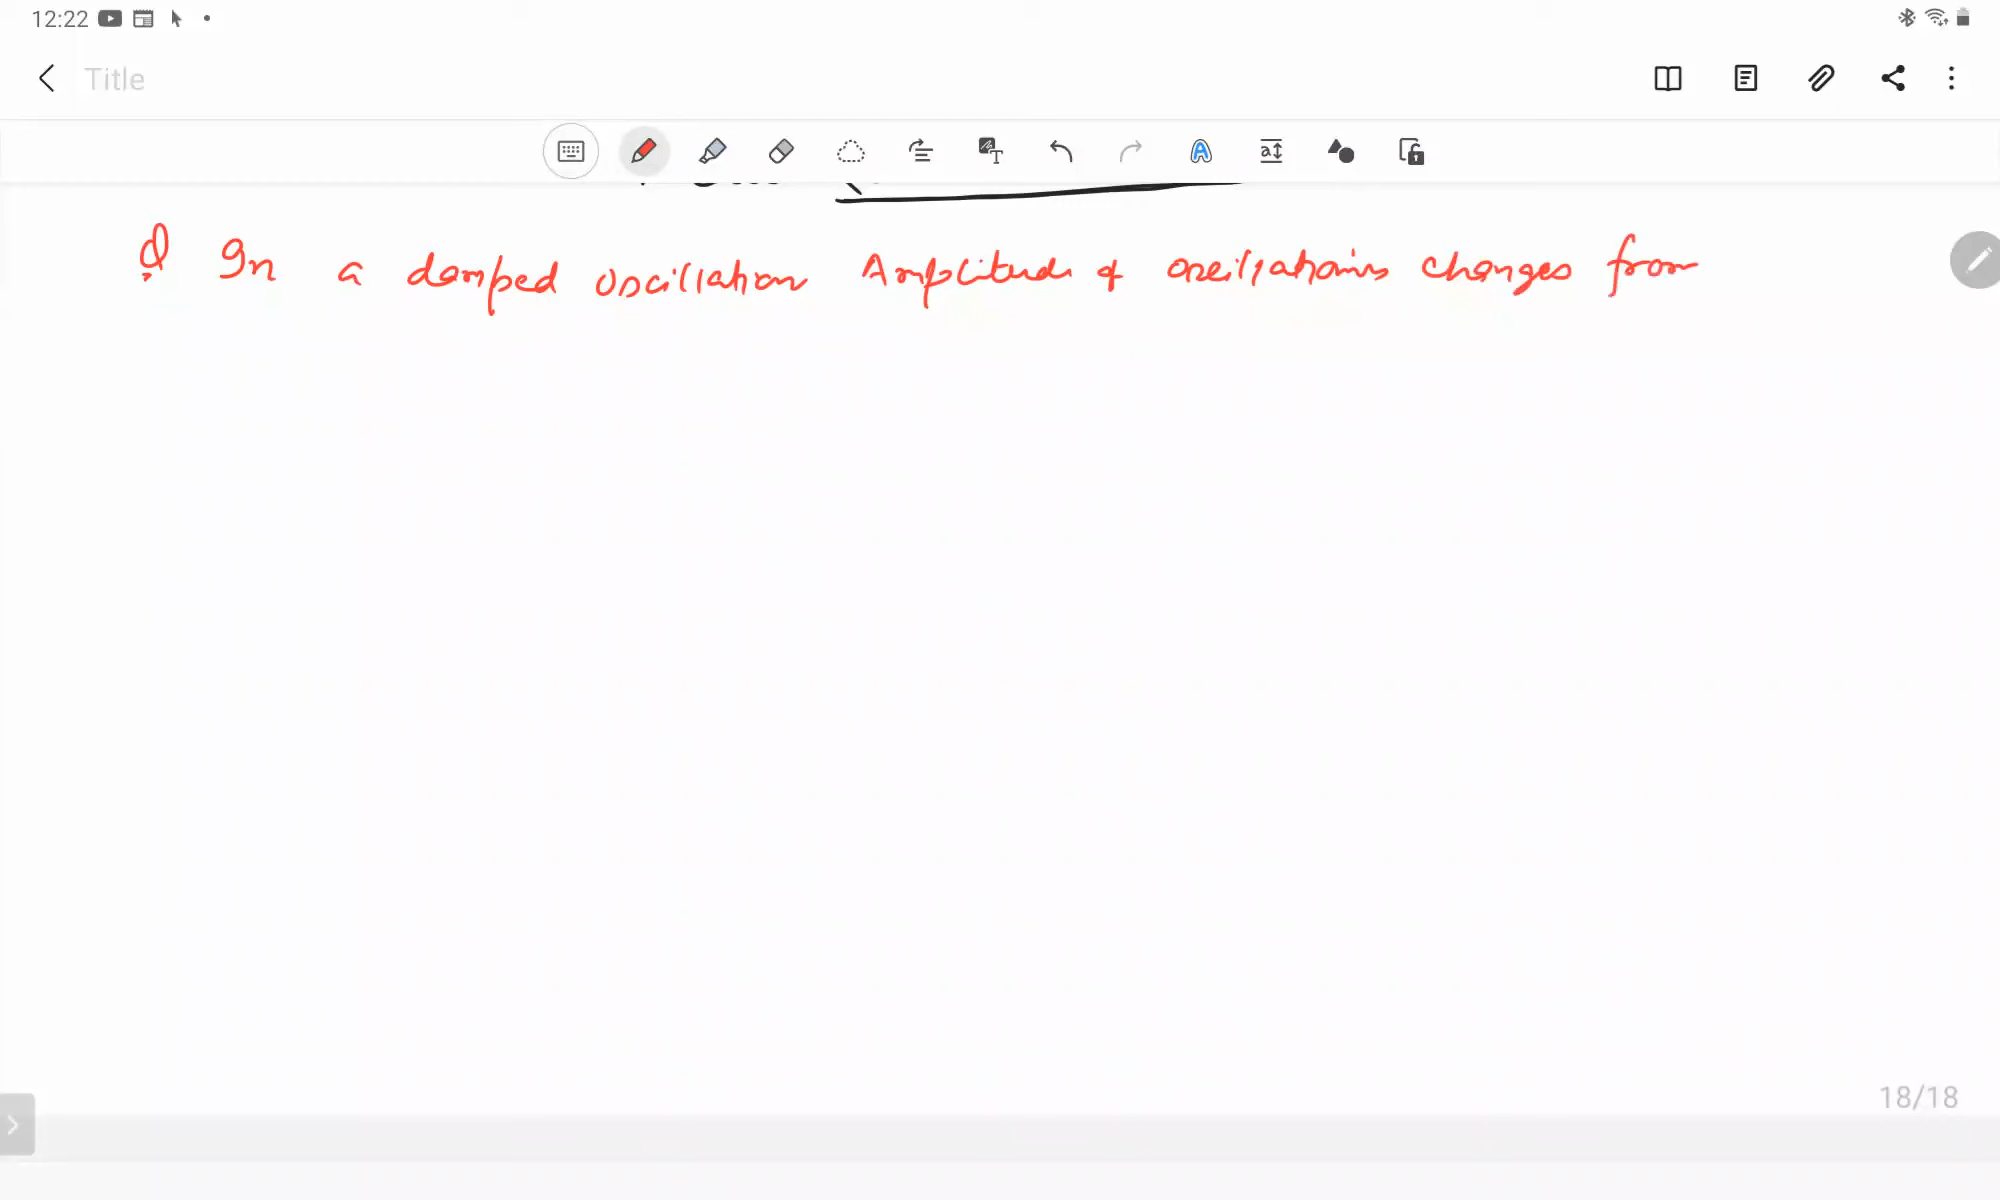 12:22
Title
Q In a damped oscillation Amplitude of oscillations changes from
18/18